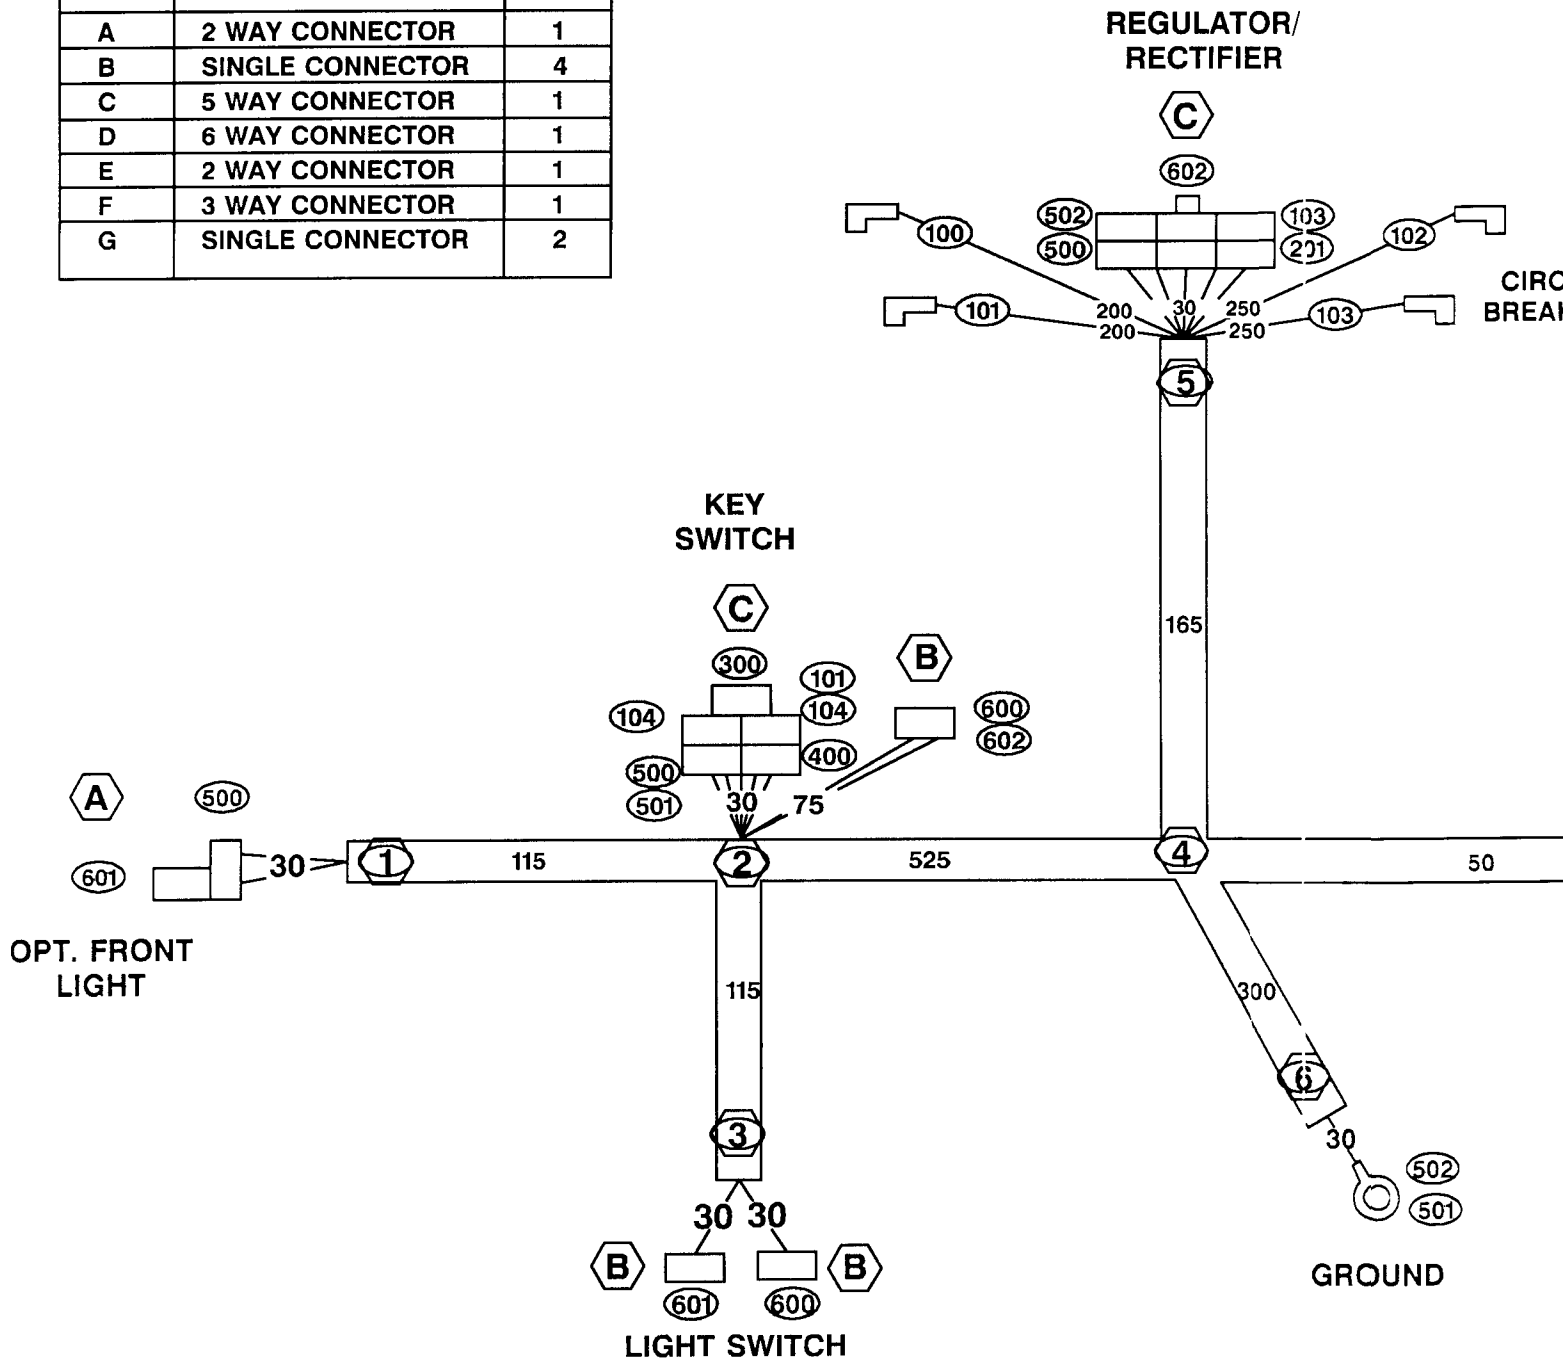 A 2 WAY CONNECTOR 1
B SINGLE CONNECTOR 4
C 5 WAY CONNECTOR 1
D 6 WAY CONNECTOR 1
E 2 WAY CONNECTOR 1
F 3 WAY CONNECTOR 1
G SINGLE CONNECTOR 2
REGULATOR/
RECTIFIER
C
602
502 103
500 201
100 102
101 103
200 30 250
200 250
CIRC
BREA
5
165
KEY
SWITCH
C
B
300
101
104 104
400
500
501
600
602
30 75
A
500
601
30
1
115
2
525
4
50
OPT. FRONT
LIGHT
115
300
3
6
30
30 30
B B
601 600
LIGHT SWITCH
502
501
GROUND